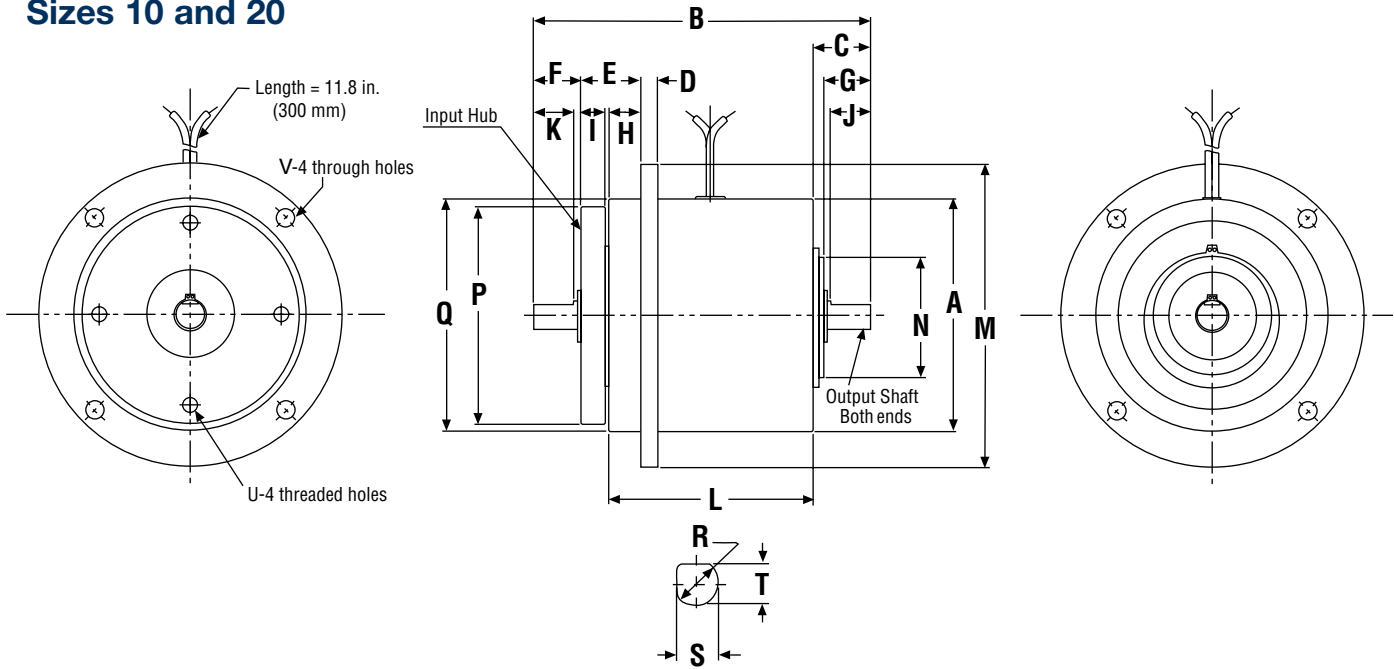 Sizes 10 and 20
B
C
F
E
D
G
Length = 11.8 in.
(300 mm)
Input Hub
K
I
H
J
V-4 through holes
Q
P
N
A
M
Output Shaft
Both ends
U-4 threaded holes
L
R
T
S